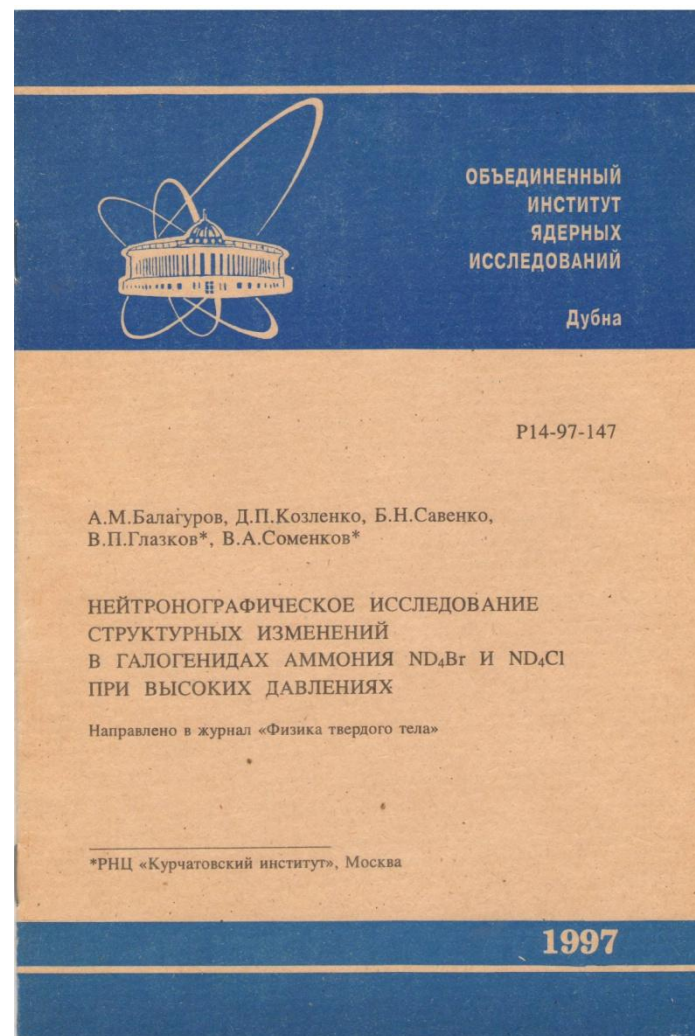 ОБЪЕДИНЕННЫЙ
ИНСТИТУТ
ЯДЕРНЫХ
ИССЛЕДОВАНИЙ
Дубна
Р14-97-147
А.М.Балагуров, Д.П.Козленко, Б.Н.Савенко,
В.П.Глазков*, В.А.Соменков*
НЕЙТРОНОГРАФИЧЕСКОЕ ИССЛЕДОВАНИЕ
СТРУКТУРНЫХ ИЗМЕНЕНИЙ
В ГАЛОГЕНИДАХ АММОНИЯ ND₄Br И ND₄Cl
ПРИ ВЫСОКИХ ДАВЛЕНИЯХ
Направлено в журнал «Физика твердого тела»
*РНЦ «Курчатовский институт», Москва
1997